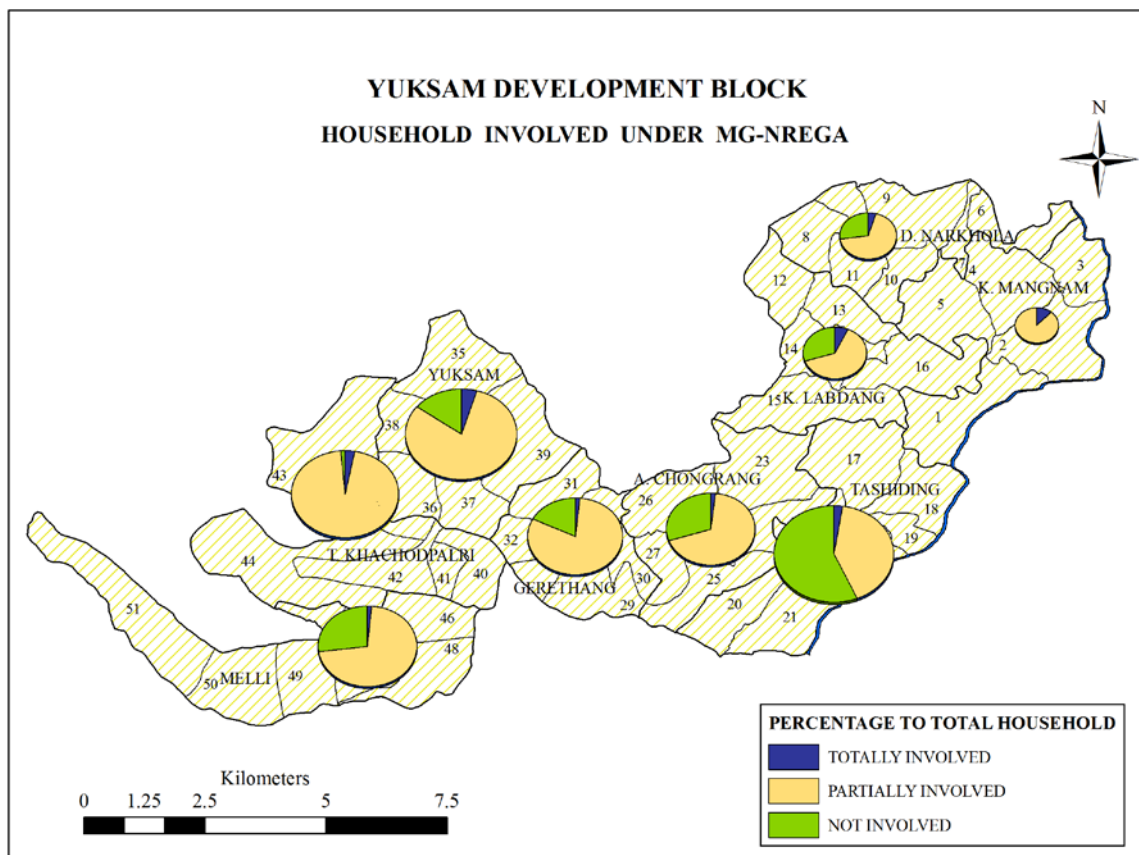 YUKSAM DEVELOPMENT BLOCK
HOUSEHOLD INVOLVED UNDER MG-NREGA
N
9
6
8
D. NARKHOLA
3
12
11
10
7
4
K. MANGNAM
5
13
2
14
16
15
K. LABDANG
1
35
YUKSAM
38
39
23
17
43
31
A. CHONGRANG
TASHIDING
26
18
36
37
32
19
44
T. KHACHODPALRI
27
42
41
40
GERETHANG
30
25
29
20
21
51
46
48
50
MELLI
49
PERCENTAGE TO TOTAL HOUSEHOLD
TOTALLY INVOLVED
PARTIALLY INVOLVED
NOT INVOLVED
Kilometers
0 1.25 2.5 5 7.5